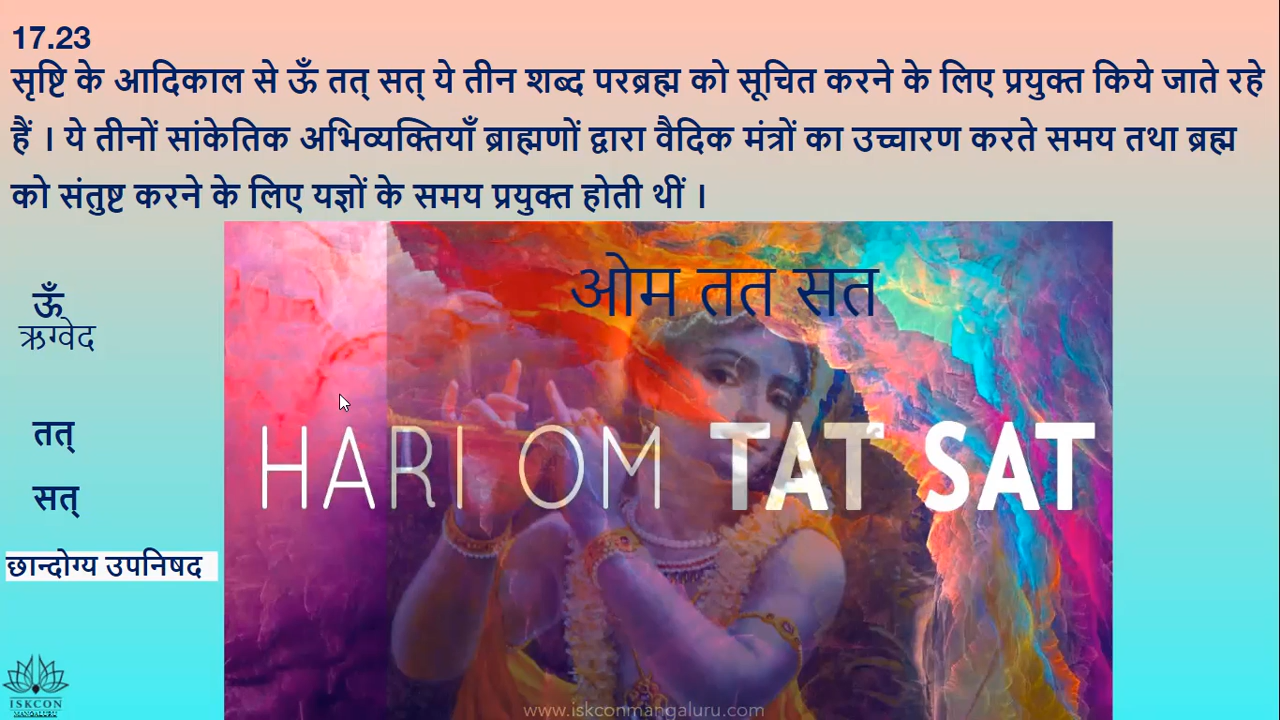 17.23
सृष्टि के आदिकाल से ऊँ तत् सत् ये तीन शब्द परब्रह्म को सूचित करने के लिए प्रयुक्त किये जाते रहे
हैं । ये तीनों सांकेतिक अभिव्यक्तियाँ ब्राह्मणों द्वारा वैदिक मंत्रों का उच्चारण करते समय तथा ब्रह्म
को संतुष्ट करने के लिए यज्ञों के समय प्रयुक्त होती थीं ।
ओम तत सत
ऊँ
ऋग्वेद
तत्
HARI OM TAT SAT
सत्
छान्दोग्य उपनिषद
ISKCON
MANGALURU
www.iskconmangaluru.com